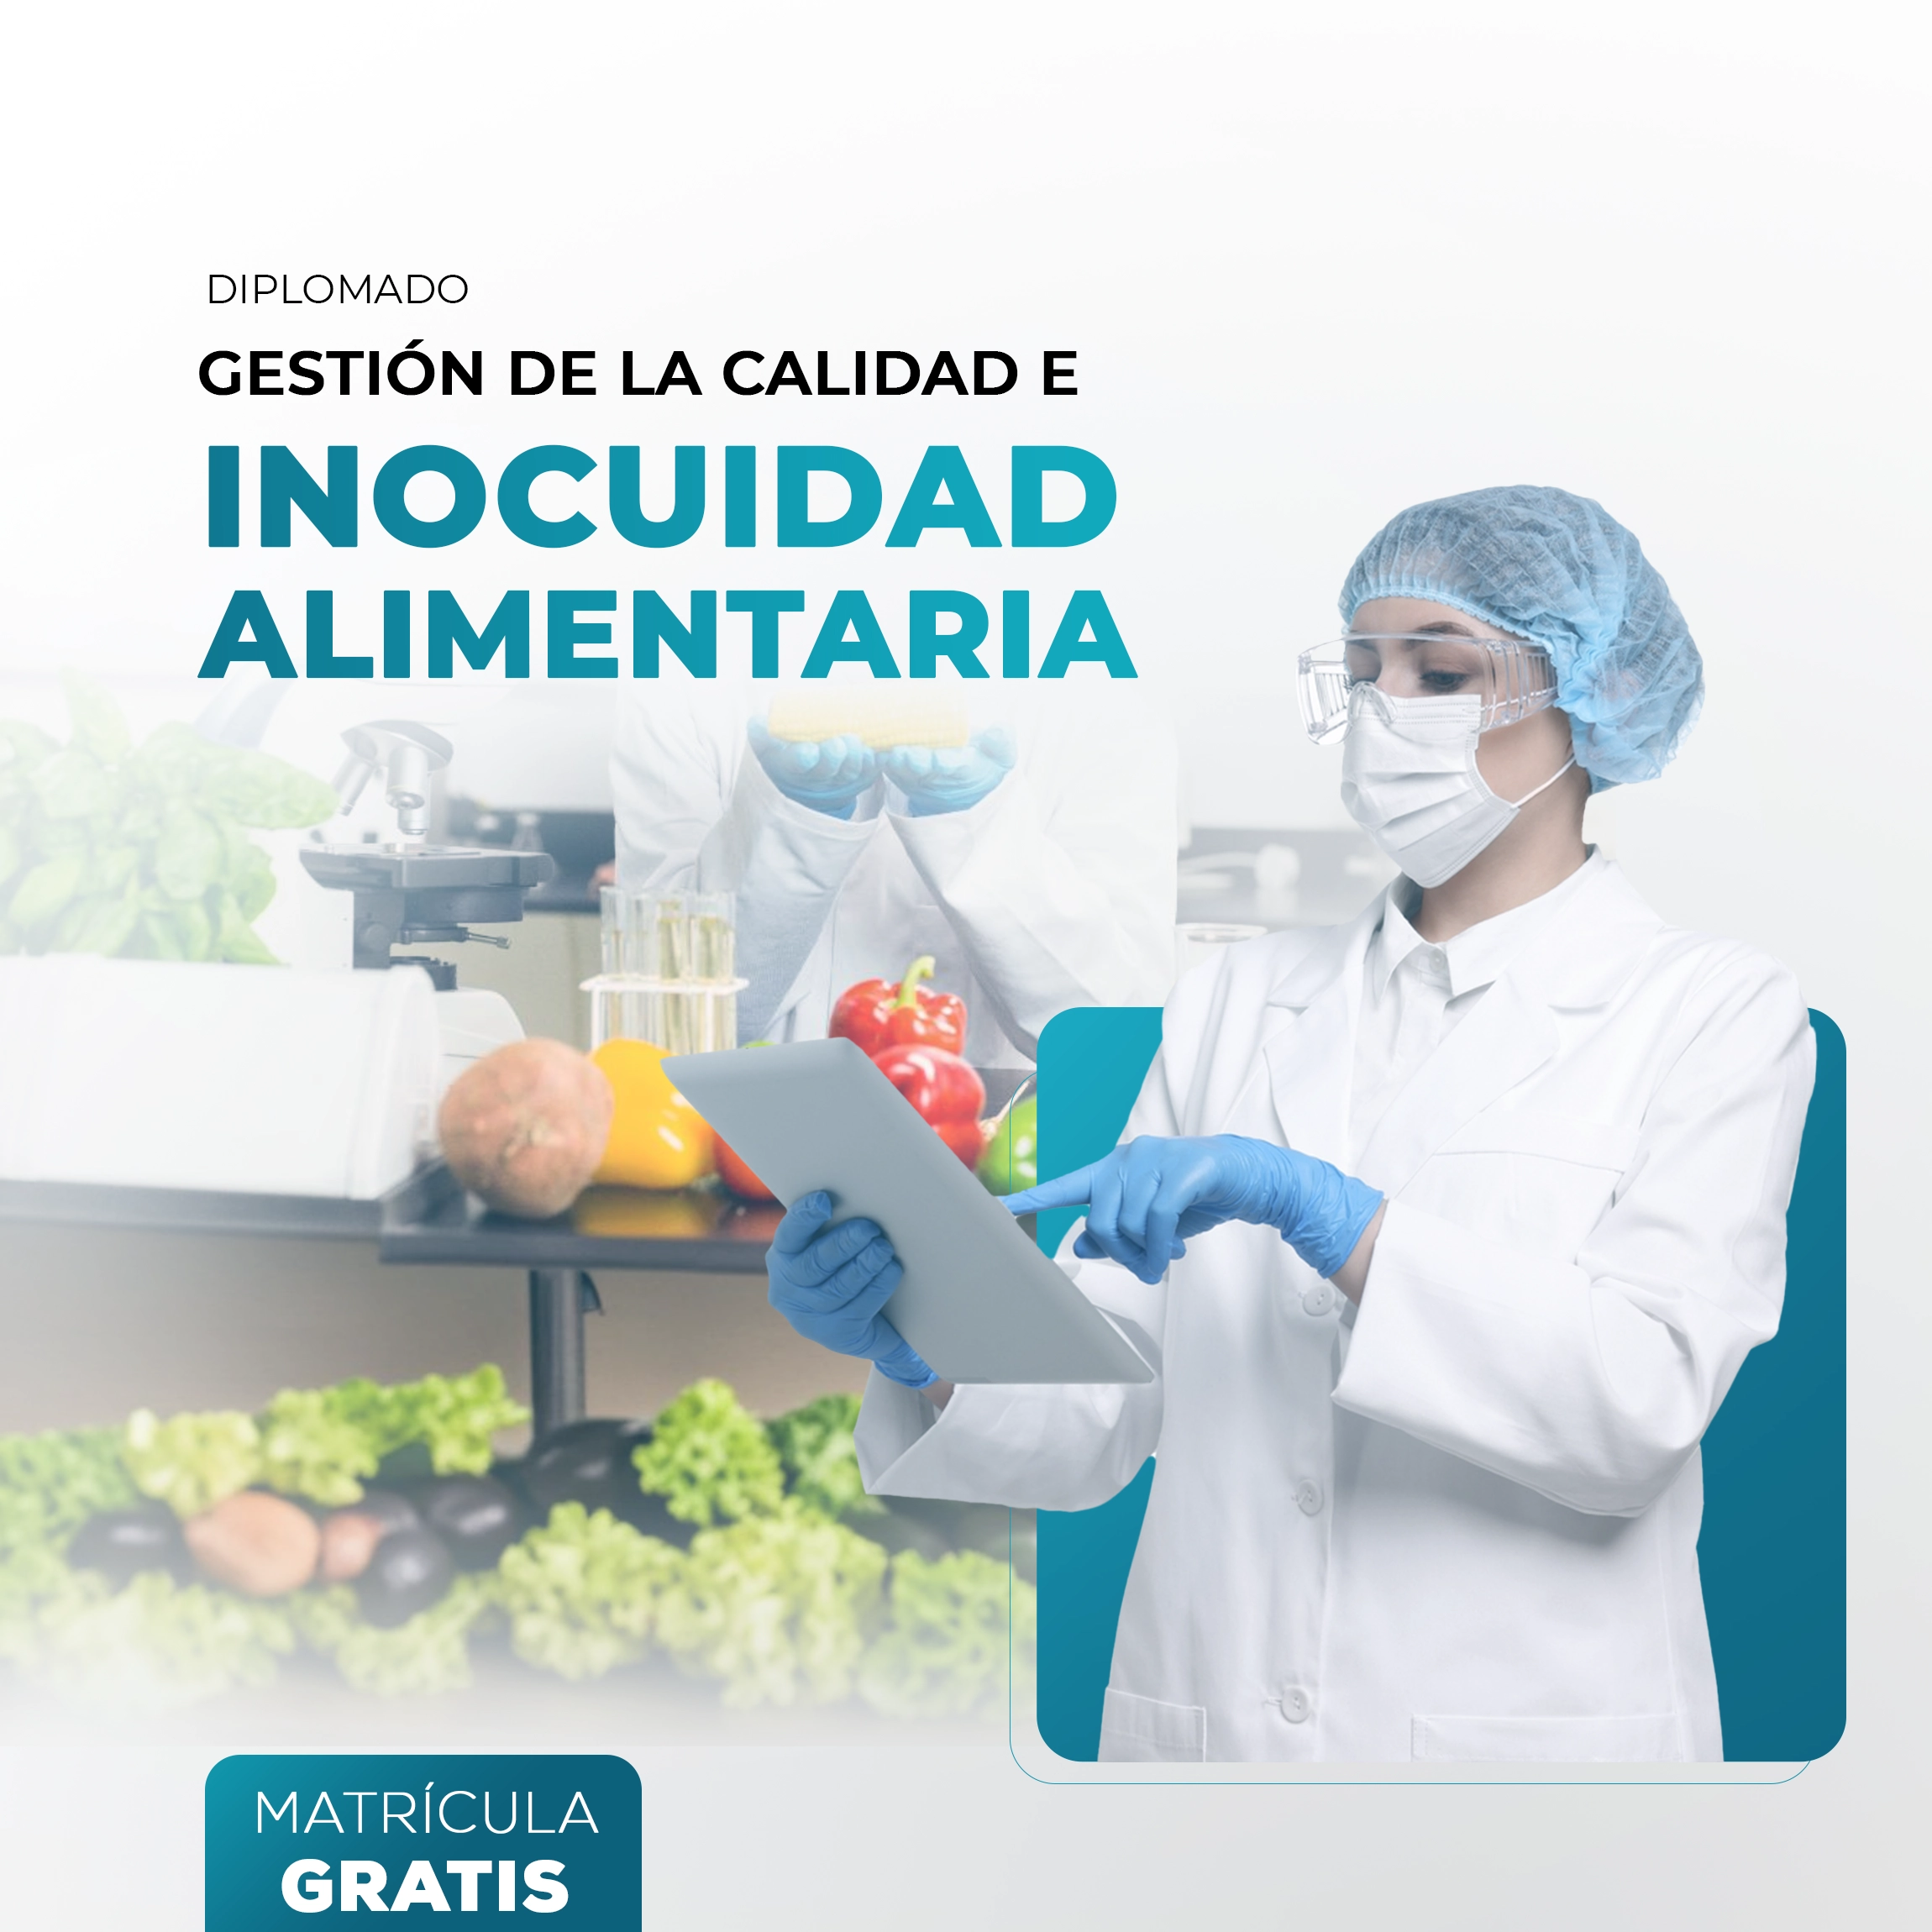 DIPLOMADO
GESTIÓN DE LA CALIDAD E
INOCUIDAD
ALIMENTARIA
MATRÍCULA
GRATIS